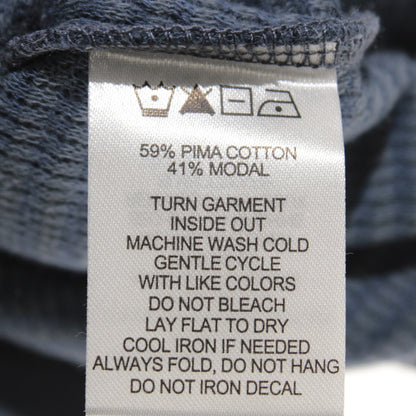 59% PIMA COTTON
41% MODAL
TURN GARMENT
INSIDE OUT
MACHINE WASH COLD
GENTLE CYCLE
WITH LIKE COLORS
DO NOT BLEACH
LAY FLAT TO DRY
COOL IRON IF NEEDED
ALWAYS FOLD, DO NOT HANG
DO NOT IRON DECAL